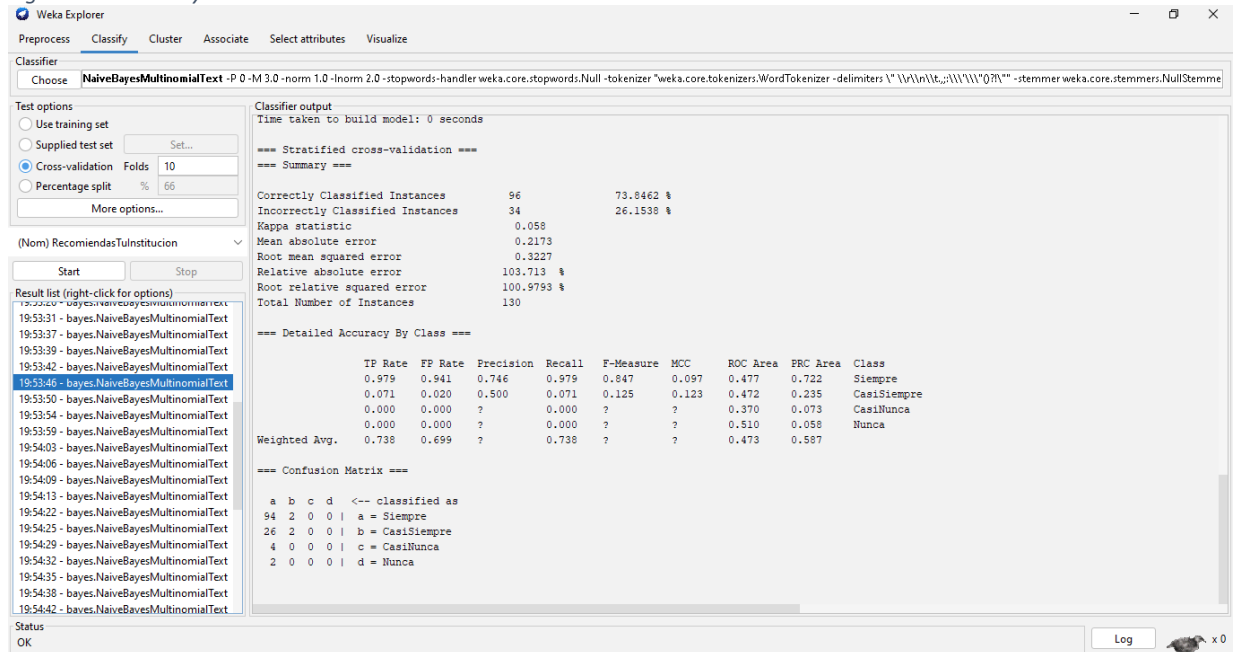 Weka Explorer
Preprocess Classify Cluster Associate Select attributes Visualize
Classifier
Choose NaiveBayesMultinomialText -P 0 -M 3.0 -norm 1.0 -lnorm 2.0 -stopwords-handler weka.core.stopwords.Null -tokenizer "weka.core.tokenizers.WordTokenizer -delimiters \" \\r\\n\\t.,;:\\\'\\\"()?!\"" -stemmer weka.core.stemmers.NullStemme
Test options
Use training set
Supplied test set Set...
Cross-validation Folds 10
Percentage split % 66
More options...
(Nom) RecomiendasTuInstitucion
Start Stop
Result list (right-click for options)
19:53:20 - bayes.NaiveBayesMultinomialText
19:53:31 - bayes.NaiveBayesMultinomialText
19:53:37 - bayes.NaiveBayesMultinomialText
19:53:39 - bayes.NaiveBayesMultinomialText
19:53:42 - bayes.NaiveBayesMultinomialText
19:53:46 - bayes.NaiveBayesMultinomialText
19:53:50 - bayes.NaiveBayesMultinomialText
19:53:54 - bayes.NaiveBayesMultinomialText
19:53:59 - bayes.NaiveBayesMultinomialText
19:54:03 - bayes.NaiveBayesMultinomialText
19:54:06 - bayes.NaiveBayesMultinomialText
19:54:09 - bayes.NaiveBayesMultinomialText
19:54:13 - bayes.NaiveBayesMultinomialText
19:54:22 - bayes.NaiveBayesMultinomialText
19:54:25 - bayes.NaiveBayesMultinomialText
19:54:29 - bayes.NaiveBayesMultinomialText
19:54:32 - bayes.NaiveBayesMultinomialText
19:54:35 - bayes.NaiveBayesMultinomialText
19:54:38 - bayes.NaiveBayesMultinomialText
19:54:42 - bayes.NaiveBayesMultinomialText
Classifier output
Time taken to build model: 0 seconds
=== Stratified cross-validation ===
=== Summary ===
Correctly Classified Instances 96 73.8462 %
Incorrectly Classified Instances 34 26.1538 %
Kappa statistic 0.058
Mean absolute error 0.2173
Root mean squared error 0.3227
Relative absolute error 103.713 %
Root relative squared error 100.9793 %
Total Number of Instances 130
=== Detailed Accuracy By Class ===
TP Rate FP Rate Precision Recall F-Measure MCC ROC Area PRC Area Class
0.979 0.941 0.746 0.979 0.847 0.097 0.477 0.722 Siempre
0.071 0.020 0.500 0.071 0.125 0.123 0.472 0.235 CasiSiempre
0.000 0.000 ? 0.000 ? ? 0.370 0.073 CasiNunca
0.000 0.000 ? 0.000 ? ? 0.510 0.058 Nunca
Weighted Avg. 0.738 0.699 ? 0.738 ? ? 0.473 0.587
=== Confusion Matrix ===
a b c d <-- classified as
94 2 0 0 | a = Siempre
26 2 0 0 | b = CasiSiempre
4 0 0 0 | c = CasiNunca
2 0 0 0 | d = Nunca
Status
OK
Log x 0